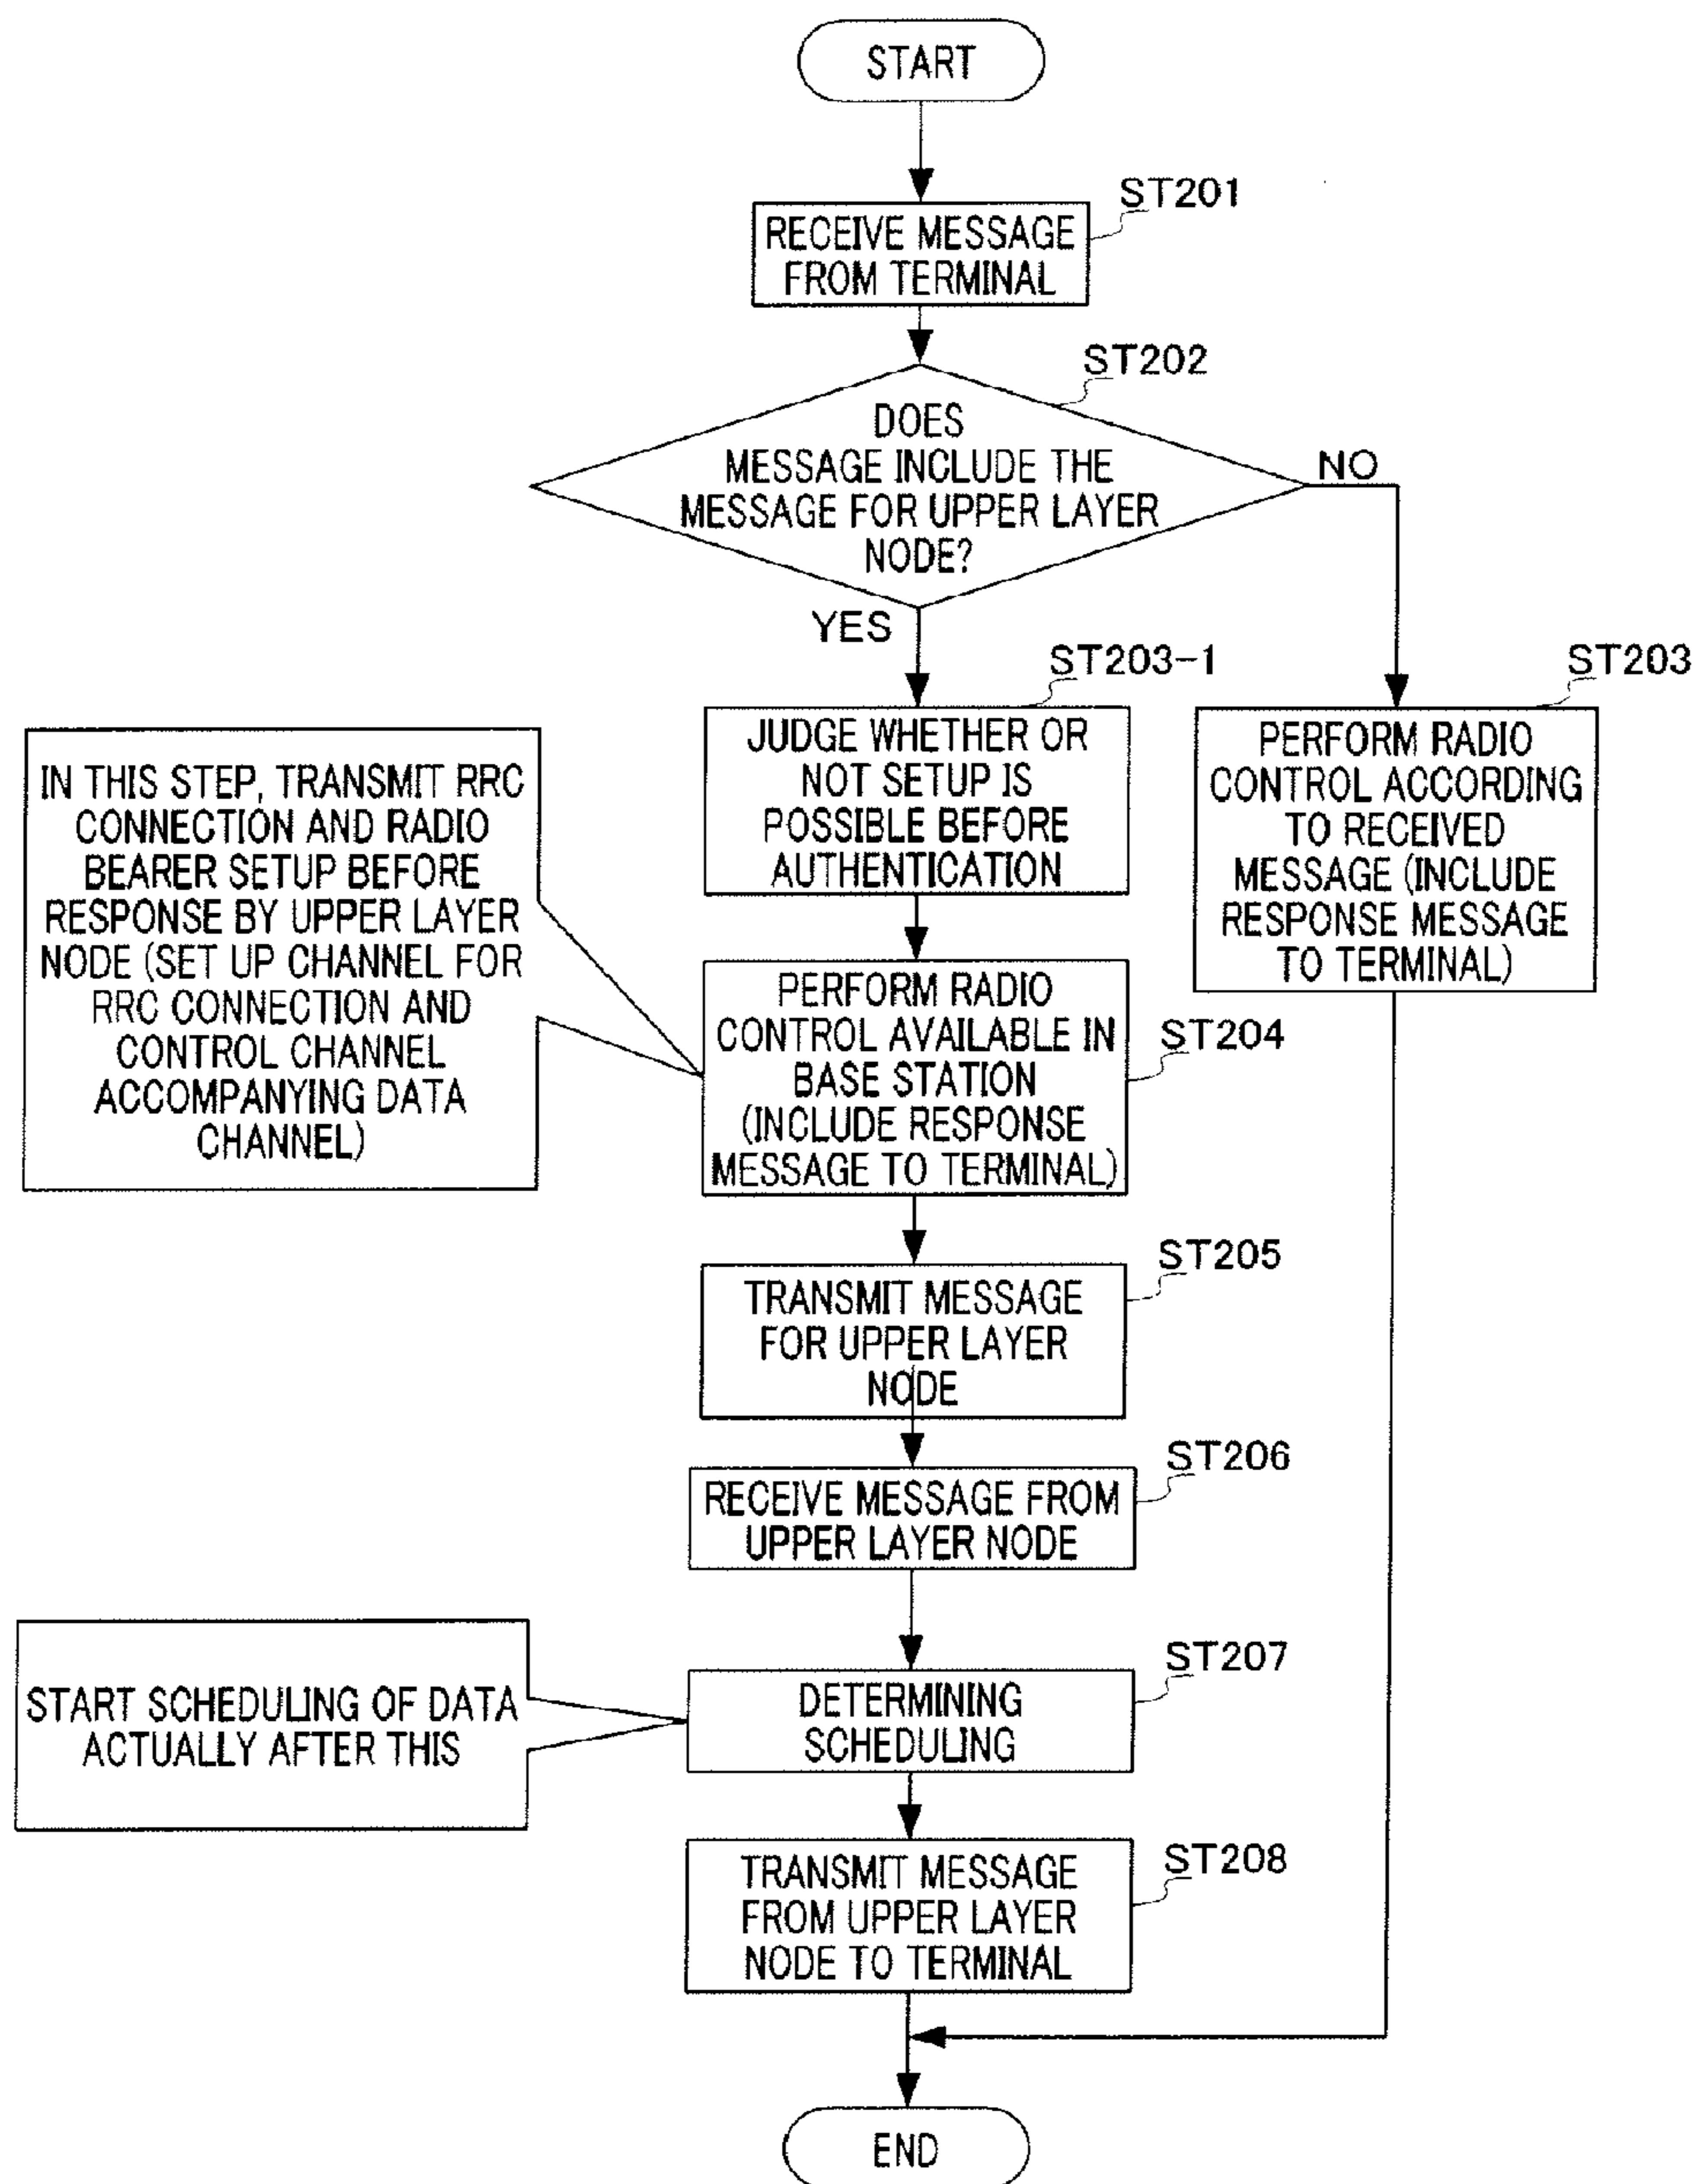 START
ST201
RECEIVE MESSAGE
FROM TERMINAL
ST202
DOES
MESSAGE INCLUDE THE
MESSAGE FOR UPPER LAYER
NODE?
NO
YES
ST203-1
JUDGE WHETHER OR
NOT SETUP IS
POSSIBLE BEFORE
AUTHENTICATION
ST203
PERFORM RADIO
CONTROL ACCORDING
TO RECEIVED
MESSAGE (INCLUDE
RESPONSE MESSAGE
TO TERMINAL)
IN THIS STEP, TRANSMIT RRC
CONNECTION AND RADIO
BEARER SETUP BEFORE
RESPONSE BY UPPER LAYER
NODE (SET UP CHANNEL FOR
RRC CONNECTION AND
CONTROL CHANNEL
ACCOMPANYING DATA
CHANNEL)
PERFORM RADIO
CONTROL AVAILABLE IN
BASE STATION
(INCLUDE RESPONSE
MESSAGE TO TERMINAL)
ST204
ST205
TRANSMIT MESSAGE
FOR UPPER LAYER
NODE
ST206
RECEIVE MESSAGE FROM
UPPER LAYER NODE
ST207
DETERMINING
SCHEDULING
START SCHEDULING OF DATA
ACTUALLY AFTER THIS
ST208
TRANSMIT MESSAGE
FROM UPPER LAYER
NODE TO TERMINAL
END